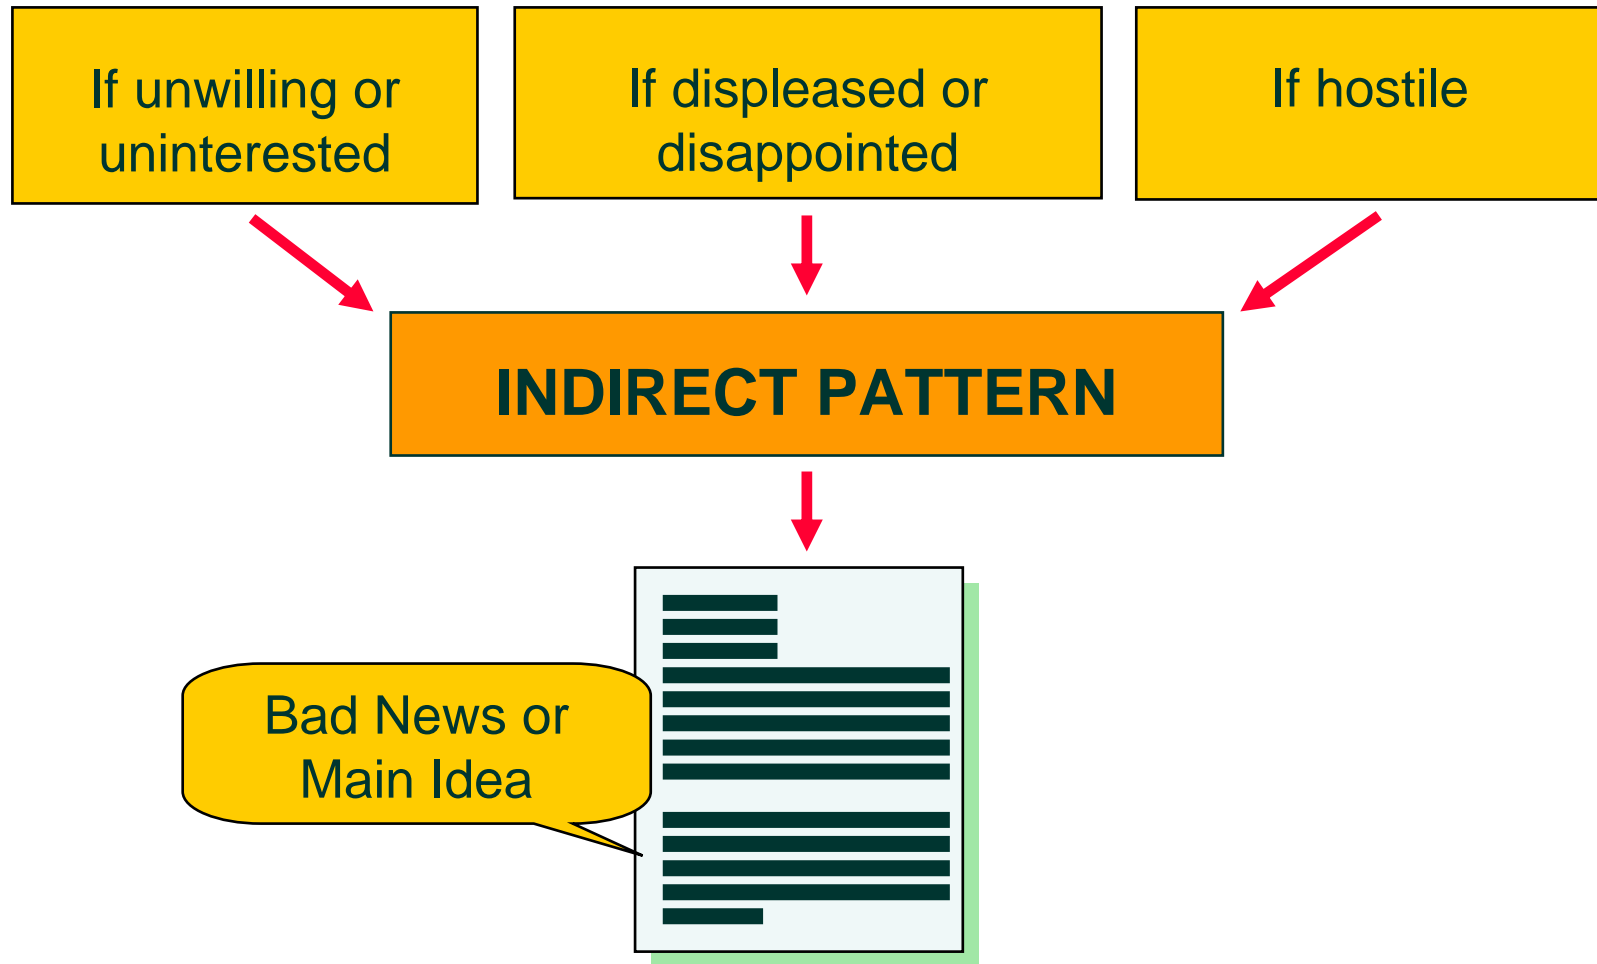 If unwilling or
uninterested
If displeased or
disappointed
If hostile
INDIRECT PATTERN
Bad News or
Main Idea